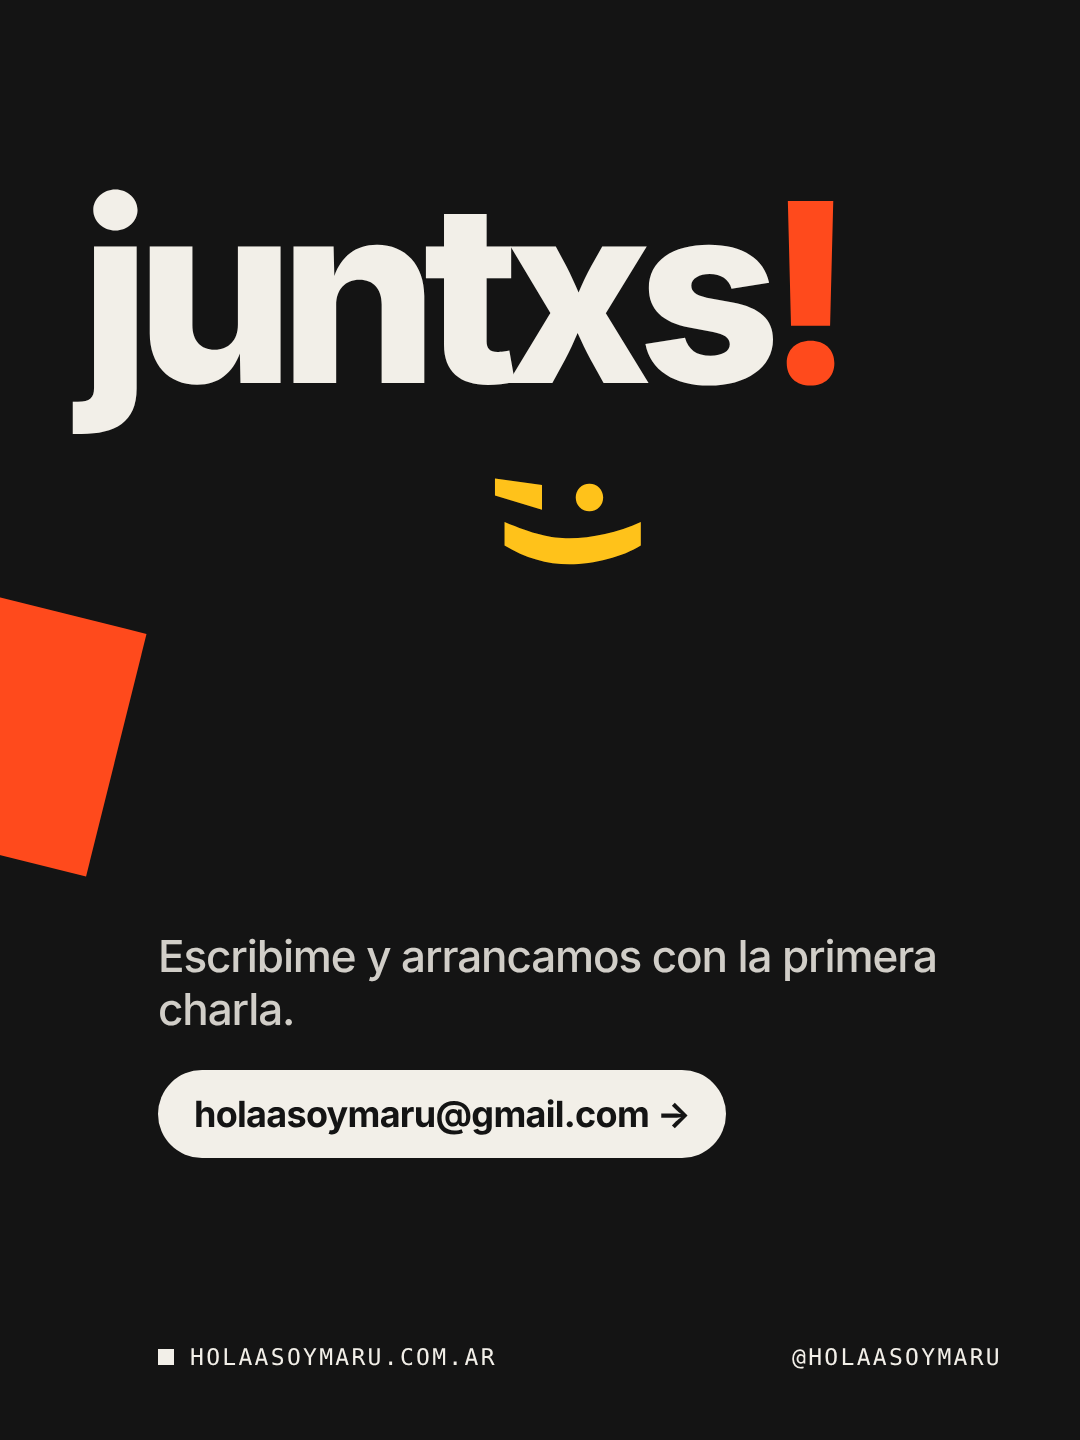 juntxs!
Escribime y arrancamos con la primera
charla.
holaasoymaru@gmail.com →
HOLAASOYMARU.COM.AR
@HOLAASOYMARU